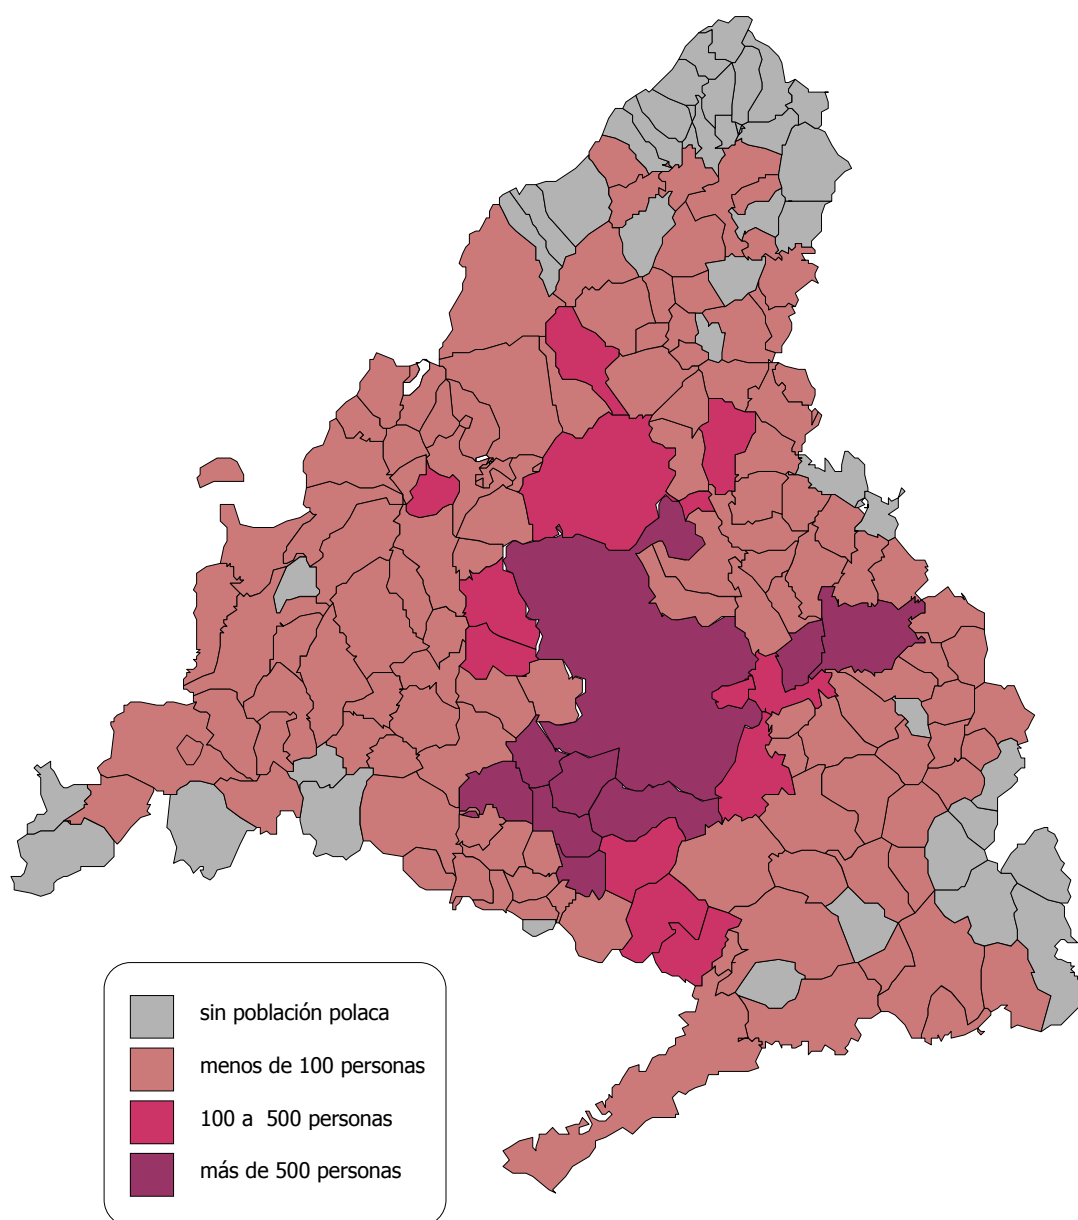 sin población polaca
menos de 100 personas
100 a  500 personas
más de 500 personas